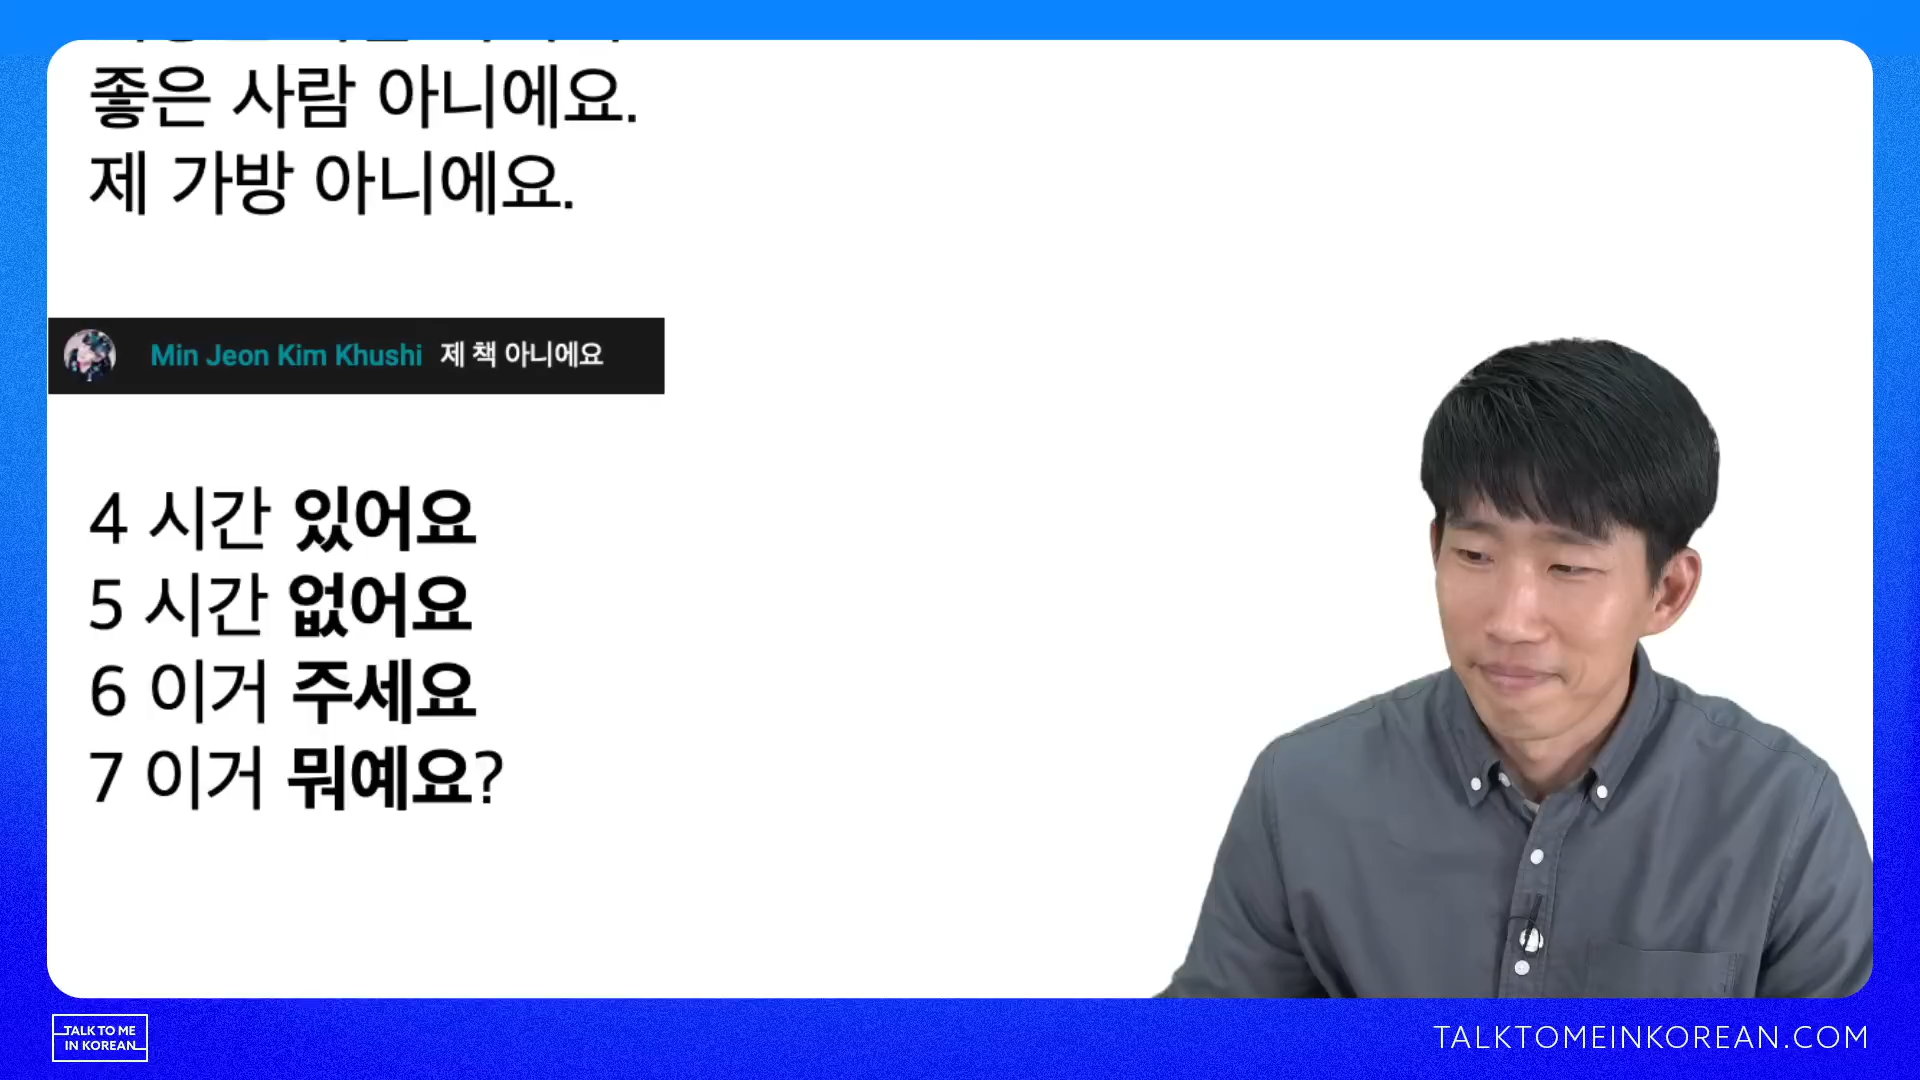 좋은 사람 아니에요.
제 가방 아니에요.
Min Jeon Kim Khushi 제 책 아니에요
4 시간 있어요
5 시간 없어요
6 이거 주세요
7 이거 뭐예요?
TALK TO ME
IN KOREAN
TALKTOMEINKOREAN.COM